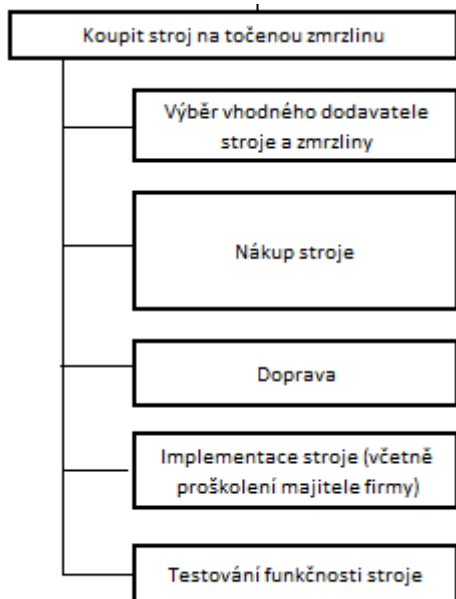 Koupit stroj na točenou zmrzlinu
Výběr vhodného dodavatele
stroje a zmrzliny
Nákup stroje
Doprava
Implementace stroje (včetně
proškolení majitele firmy)
Testování funkčnosti stroje